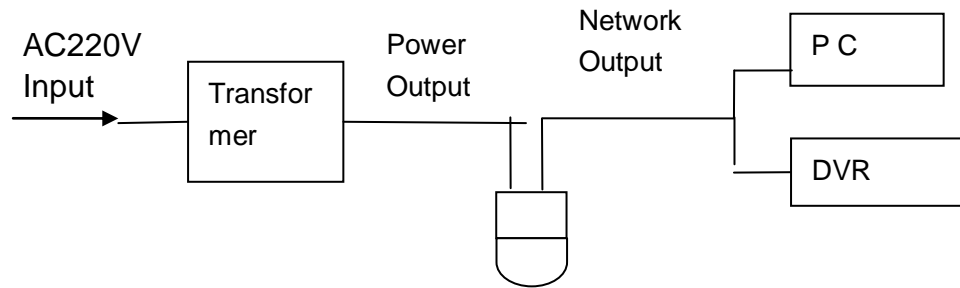 AC220V
Input
Transfor
mer
Power
Output
Network
Output
P C
DVR